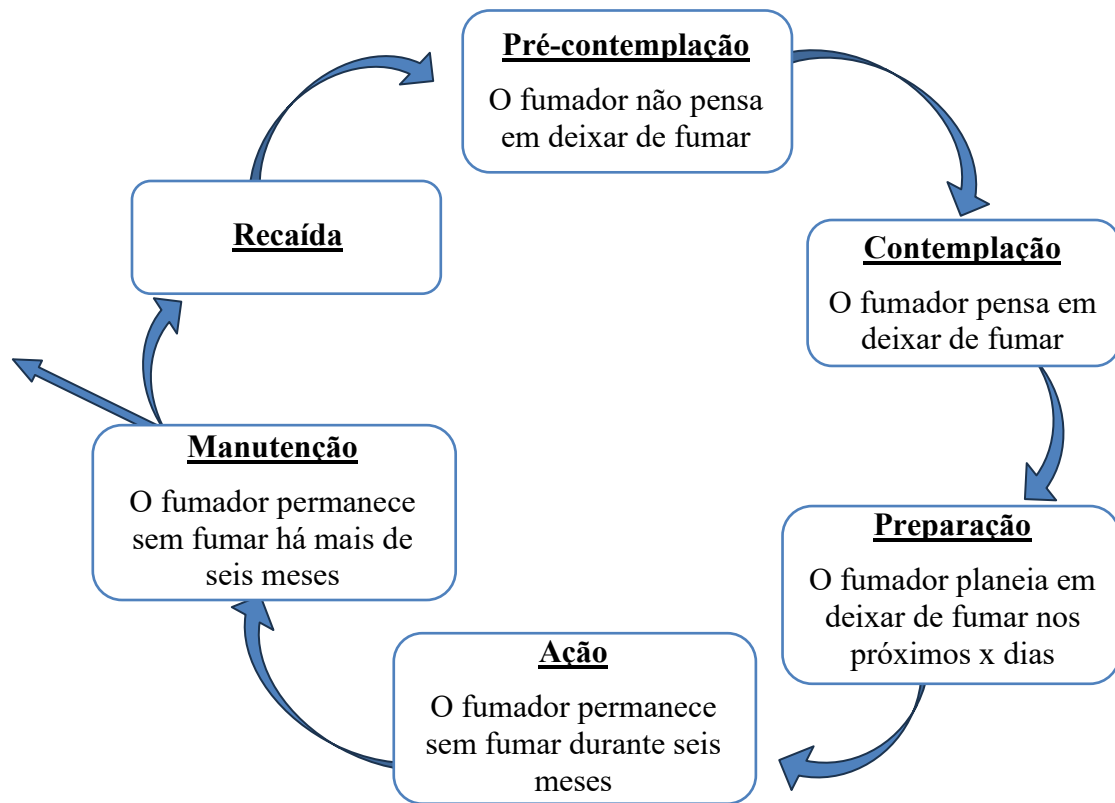 Pré-contemplação
O fumador não pensa
em deixar de fumar
Contemplação
O fumador pensa em
deixar de fumar
Preparação
O fumador planeia em
deixar de fumar nos
próximos x dias
Ação
O fumador permanece
sem fumar durante seis
meses
Manutenção
O fumador permanece
sem fumar há mais de
seis meses
Recaída